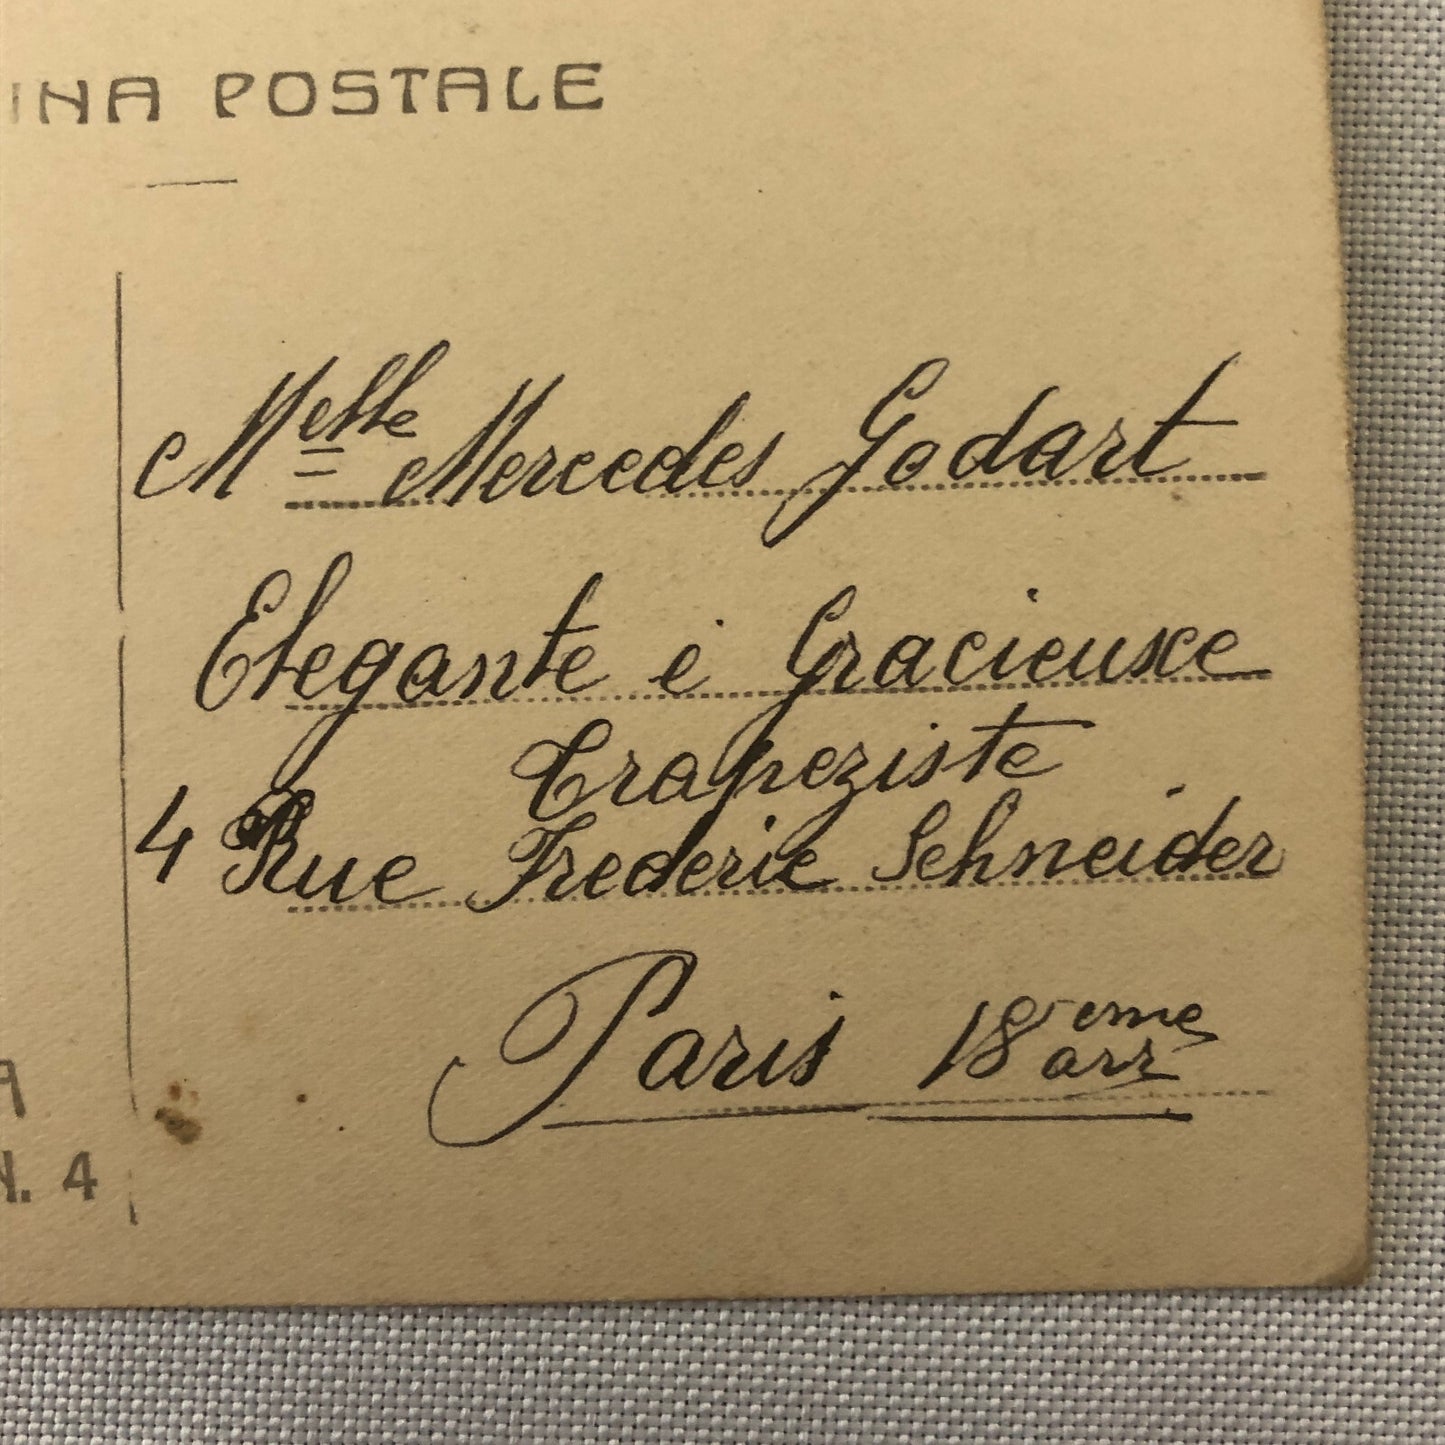 INA POSTALE
Melle Mercedes Godart
Elegante e Gracieuxe
Trapeziste
4 Rue Frederic Schneider
Paris 18eme arr
A
N. 4